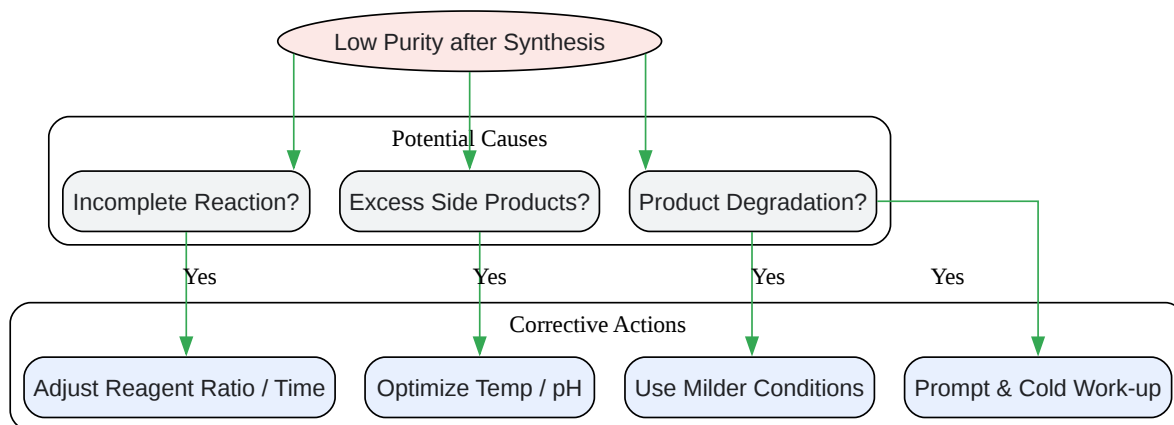 Low Purity after Synthesis
Potential Causes
Incomplete Reaction?
Excess Side Products?
Product Degradation?
Yes
Yes
Yes
Yes
Corrective Actions
Adjust Reagent Ratio / Time
Optimize Temp / pH
Use Milder Conditions
Prompt & Cold Work-up